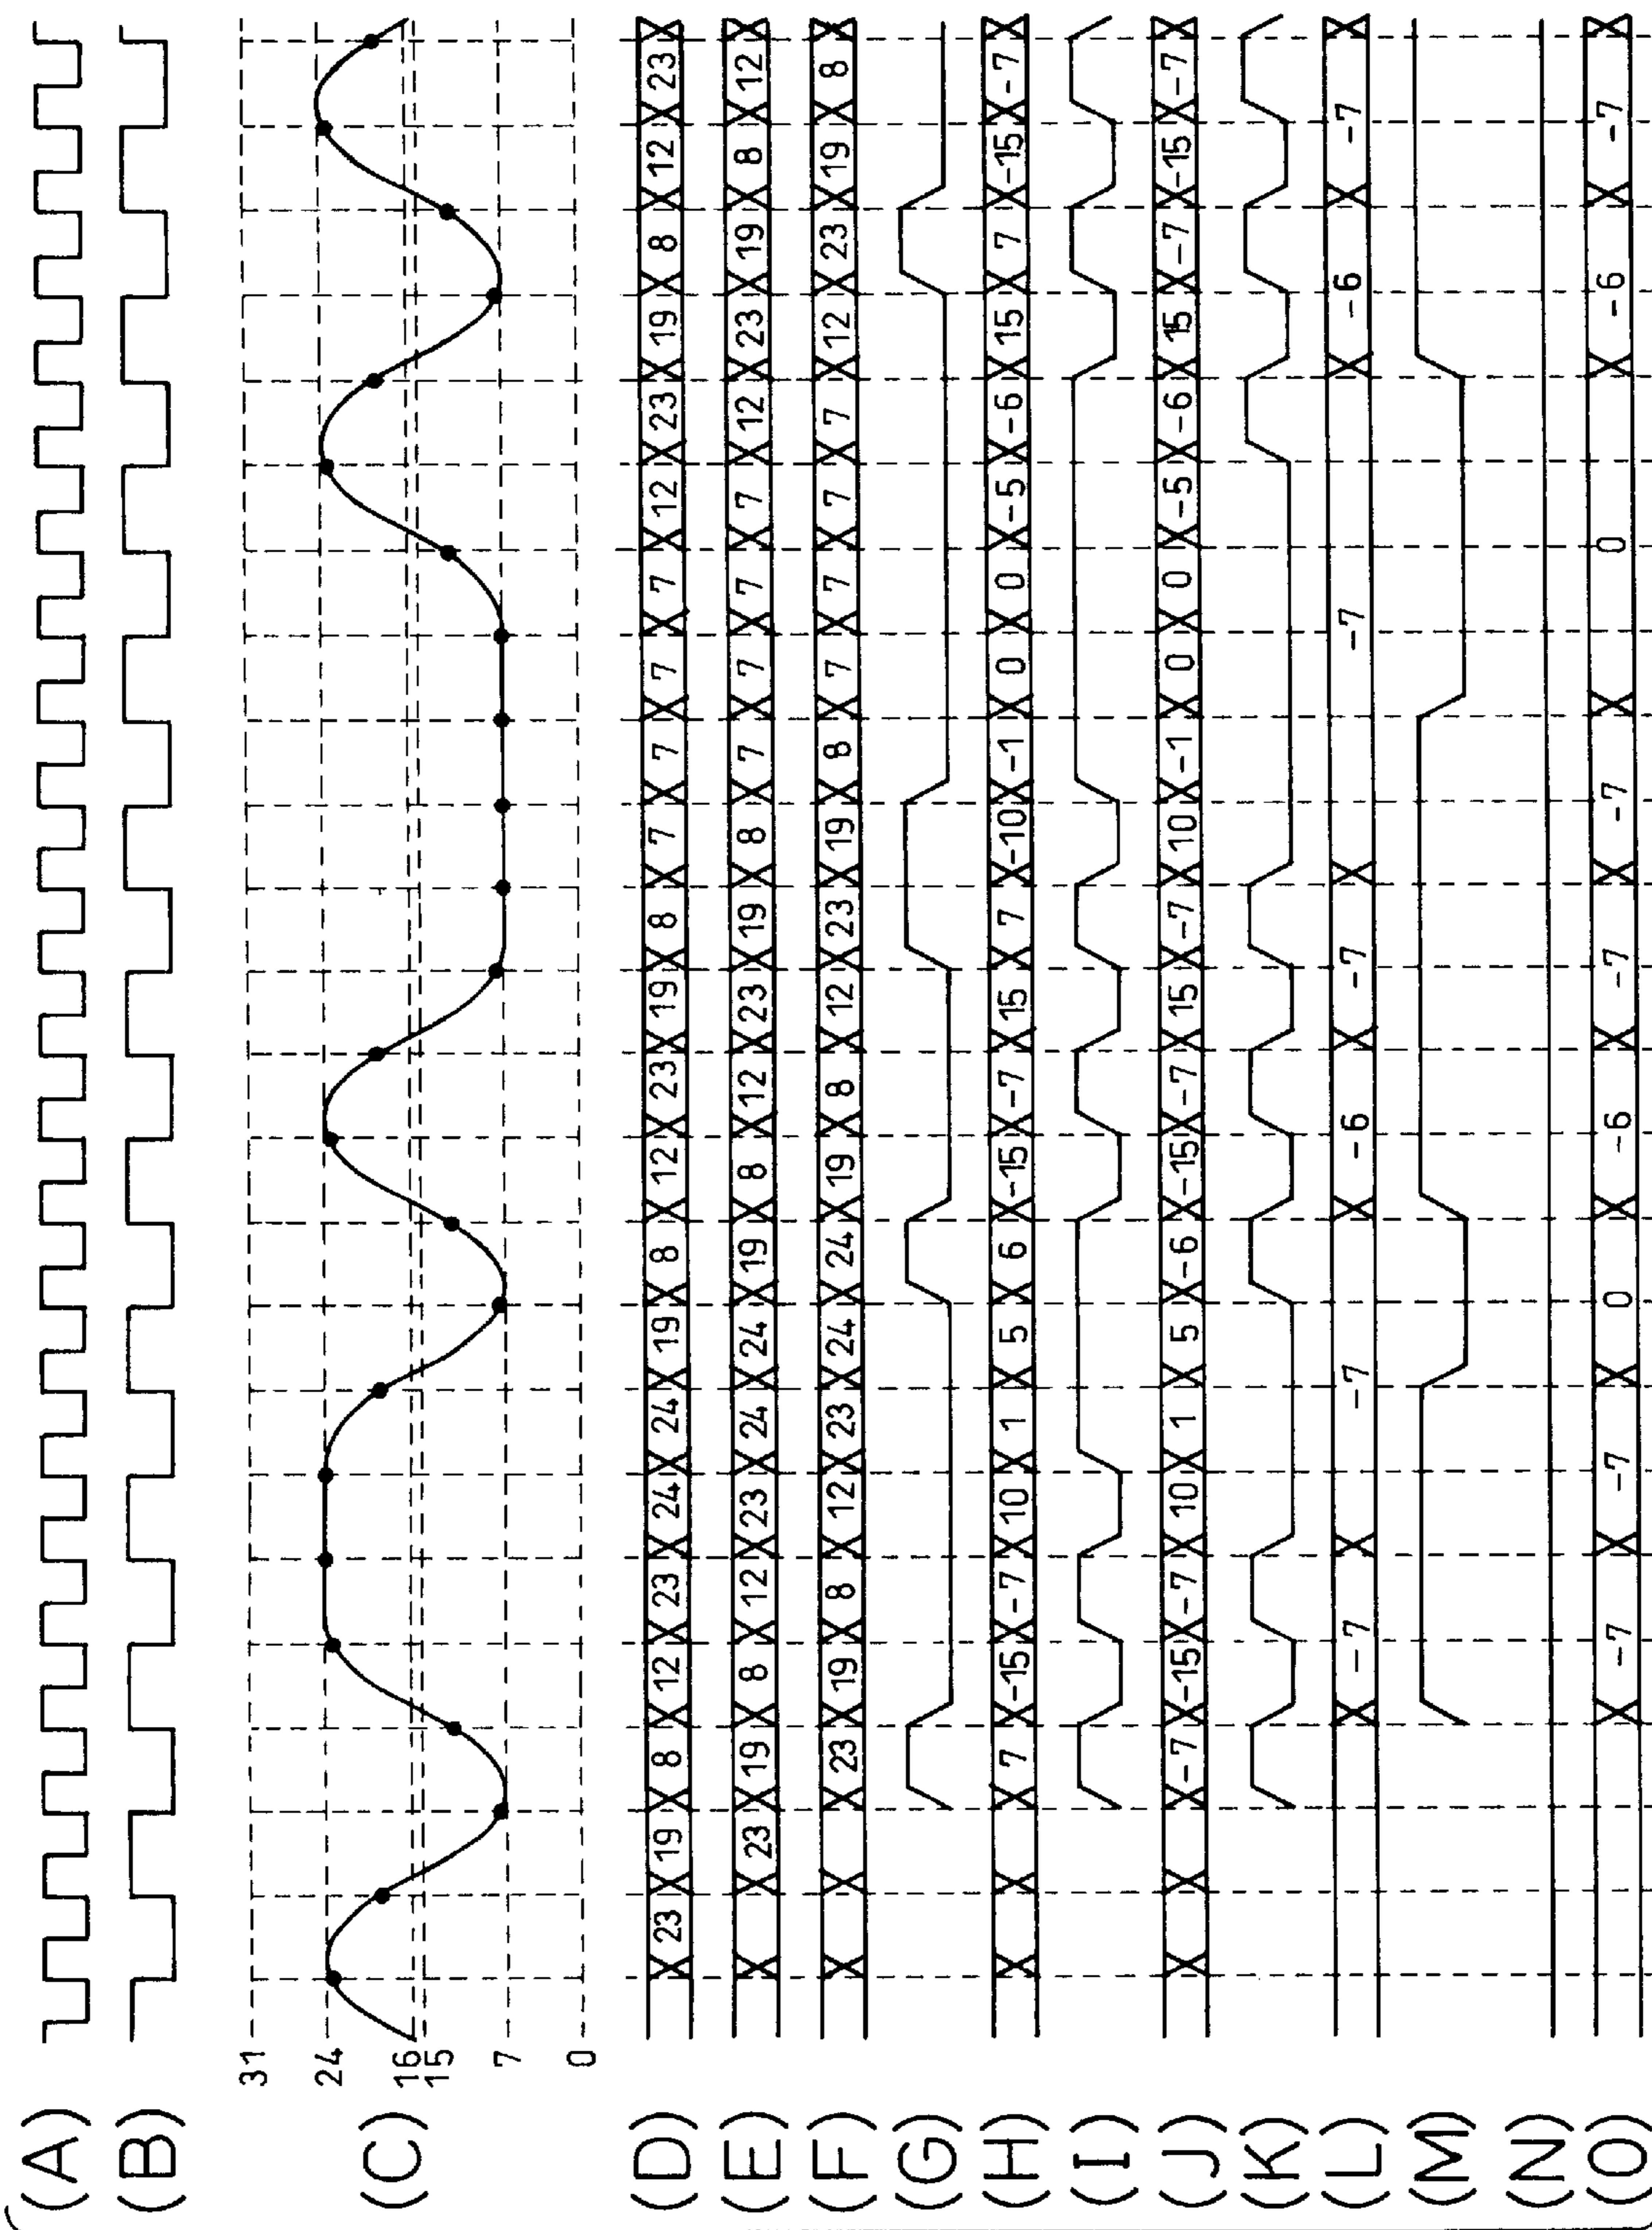 (A)
(B)
(C)
31
24
16
15
7
0
(D) 23 19 8 12 23 24 24 19 8 12 23 19 8 7 7 7 7 12 23 19 8 12 23
(E) 23 19 8 12 23 24 24 19 8 12 23 19 8 7 7 7 7 12 23 19 8 12
(F) 23 19 8 12 23 24 24 19 8 12 23 19 8 7 7 7 7 12 23 19 8
(G)
(H) 7 -15 -7 10 1 5 6 -15 -7 15 7 -10 -1 0 0 -5 -6 15 7 -15 -7
(I)
(J) -7 -15 -7 10 1 5 -6 -15 -7 15 -7 10 -1 0 0 -5 -6 15 -7 -15 -7
(K)
(L) -7 -7 -6 -7 -7 -6 -7
(M)
(N)
(O) -7 -7 0 -6 -7 -7 0 -6 -7